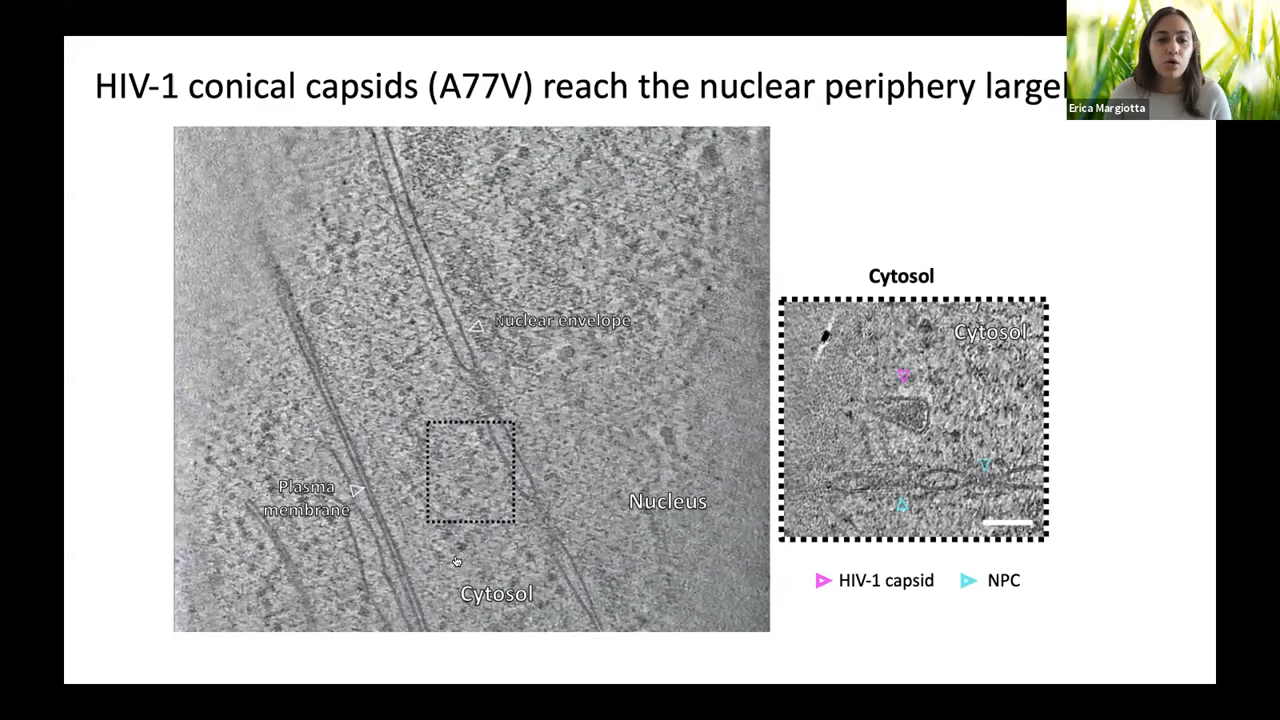 HIV-1 conical capsids (A77V) reach the nuclear periphery largel
Erica Margiotta
Nuclear envelope
Plasma
membrane
Nucleus
Cytosol
Cytosol
Cytosol
HIV-1 capsid
NPC